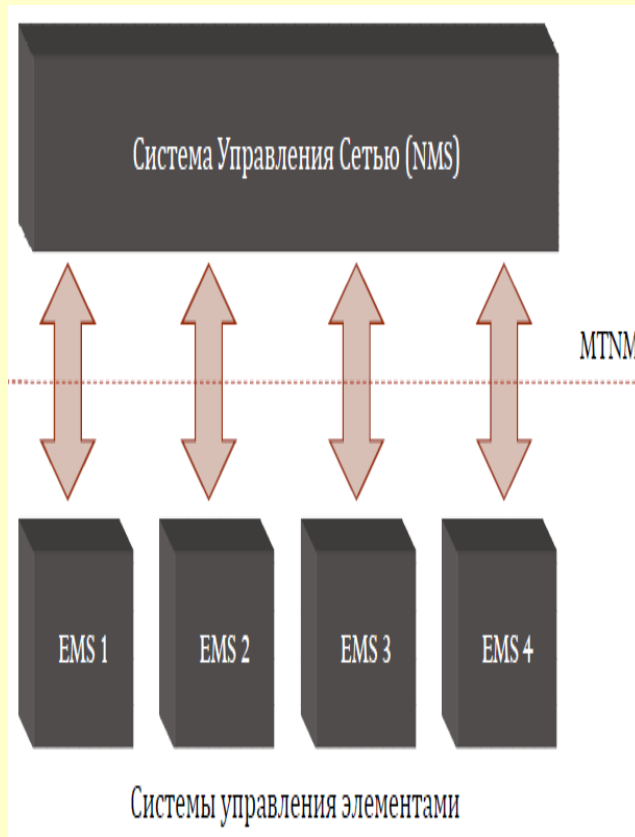 Система Управления Сетью (NMS)
MTNM
EMS 1
EMS 2
EMS 3
EMS 4
Системы управления элементами